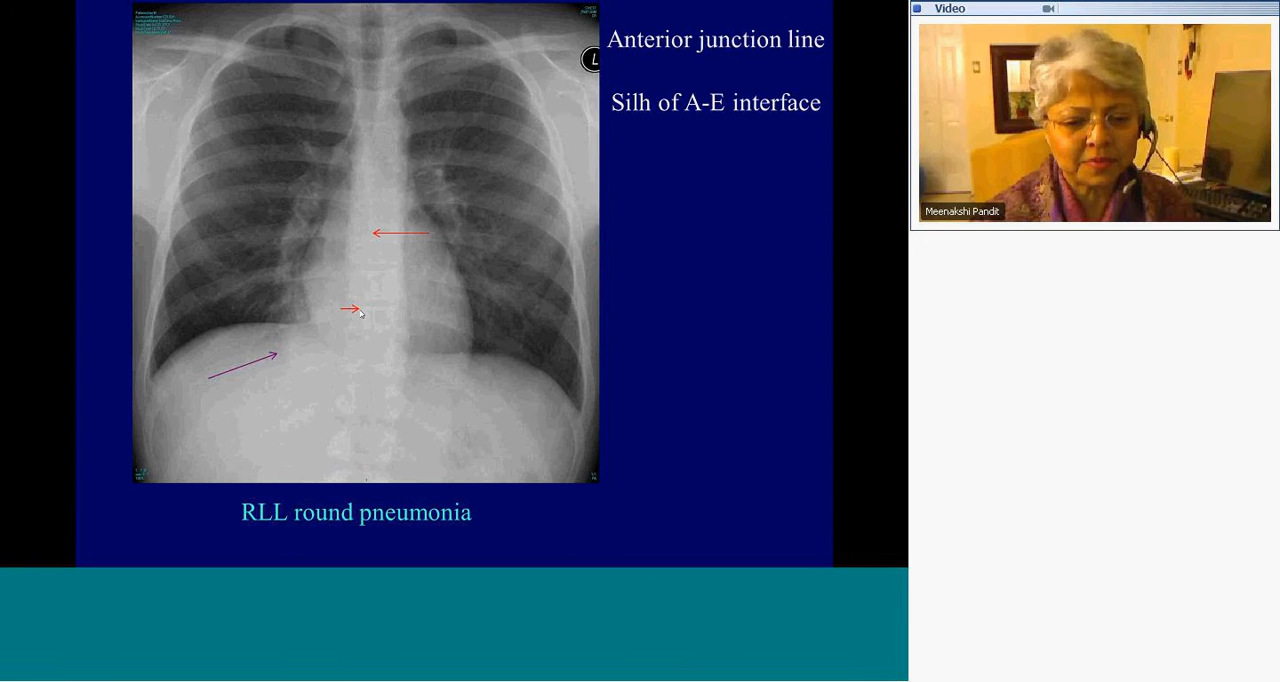 Anterior junction line
Silh of A-E interface
L
RLL round pneumonia
Video
Meenakshi Pandit